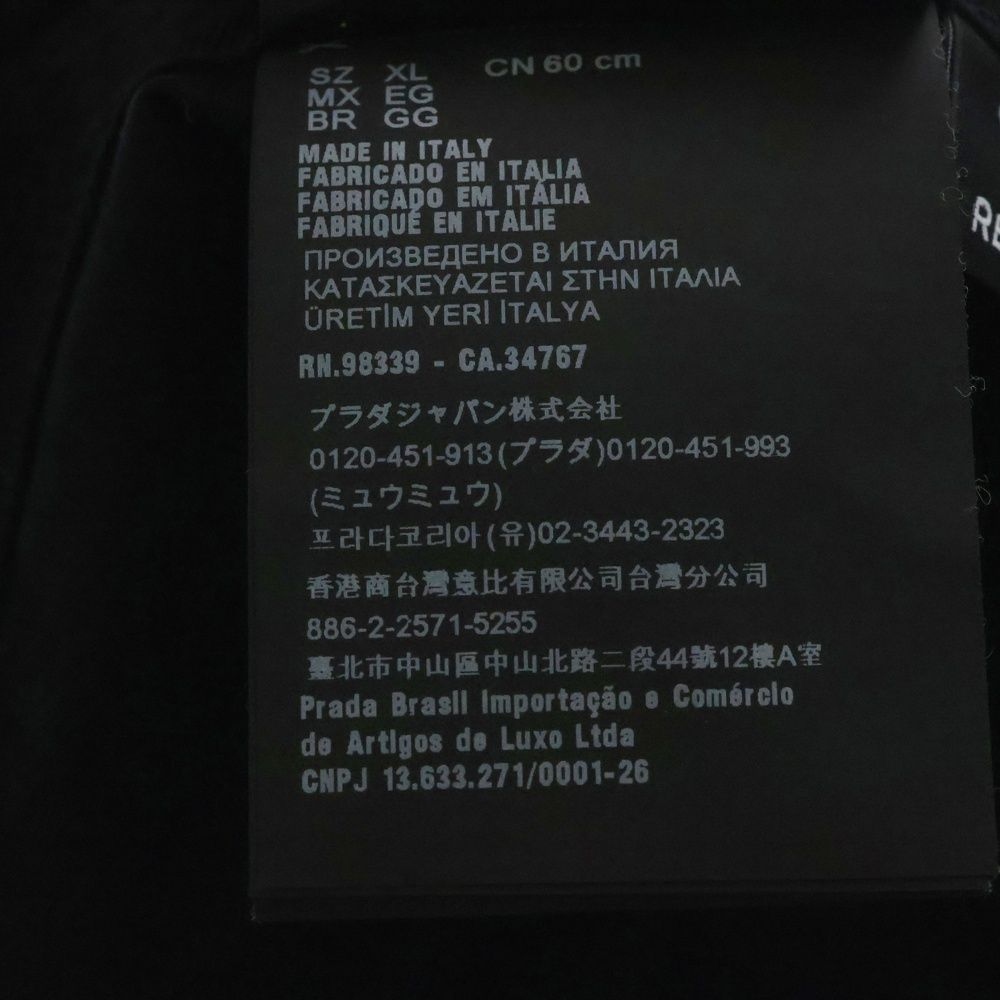 SZ XL CN 60 cm
MX EG
BR GG
MADE IN ITALY
FABRICADO EN ITALIA
FABRICADO EM ITÁLIA
FABRIQUÉ EN ITALIE
ПРОИЗВЕДЕНО В ИТАЛИЯ
ΚΑΤΑΣΚΕΥΑΖΕΤΑΙ ΣΤΗΝ ΙΤΑΛΙΑ
ÜRETİM YERİ İTALYA
RN.98339 - CA.34767
プラダジャパン株式会社
0120-451-913(プラダ)0120-451-993
(ミュウミュウ)
프라다코리아(유)02-3443-2323
香港商台灣意比有限公司台灣分公司
886-2-2571-5255
臺北市中山區中山北路二段44號12樓A室
Prada Brasil Importação e Comércio
de Artigos de Luxo Ltda
CNPJ 13.633.271/0001-26